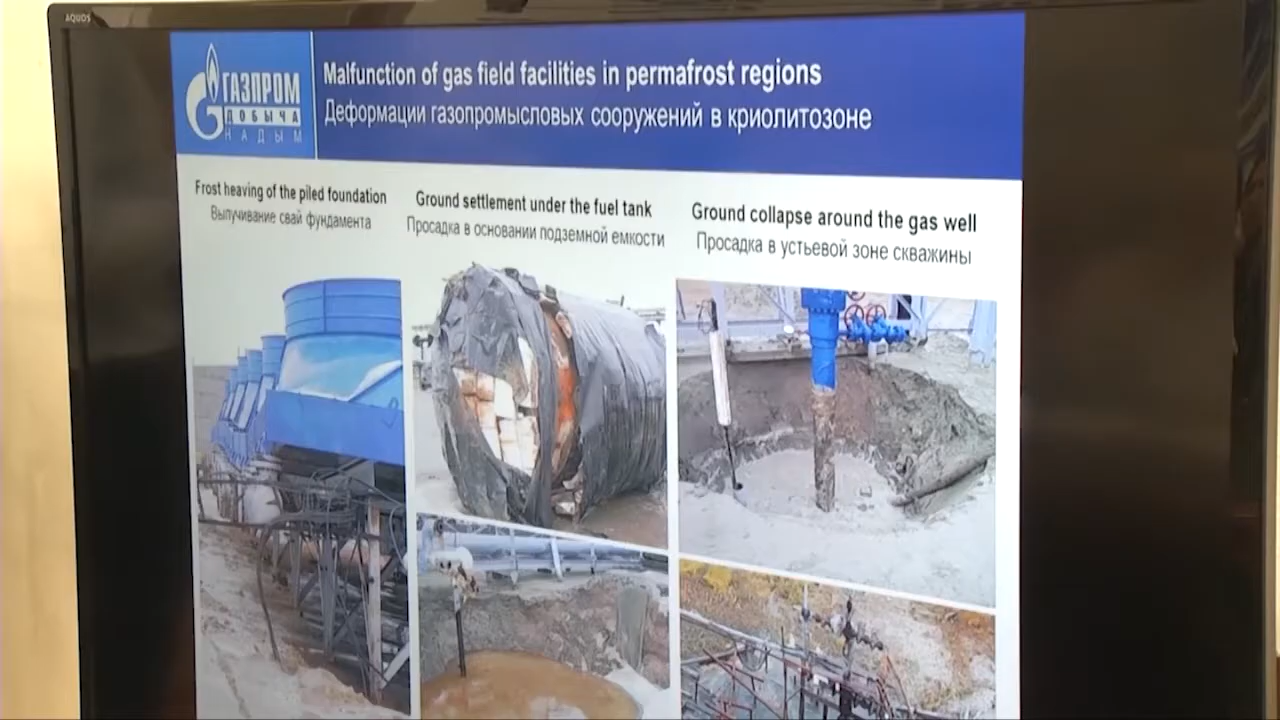 AQUOS
ГАЗПРОМ
ДОБЫЧА
НАДЫМ
Malfunction of gas field facilities in permafrost regions
Деформации газопромысловых сооружений в криолитозоне
Frost heaving of the piled foundation
Выпучивание свай фундамента
Ground settlement under the fuel tank
Просадка в основании подземной емкости
Ground collapse around the gas well
Просадка в устьевой зоне скважины